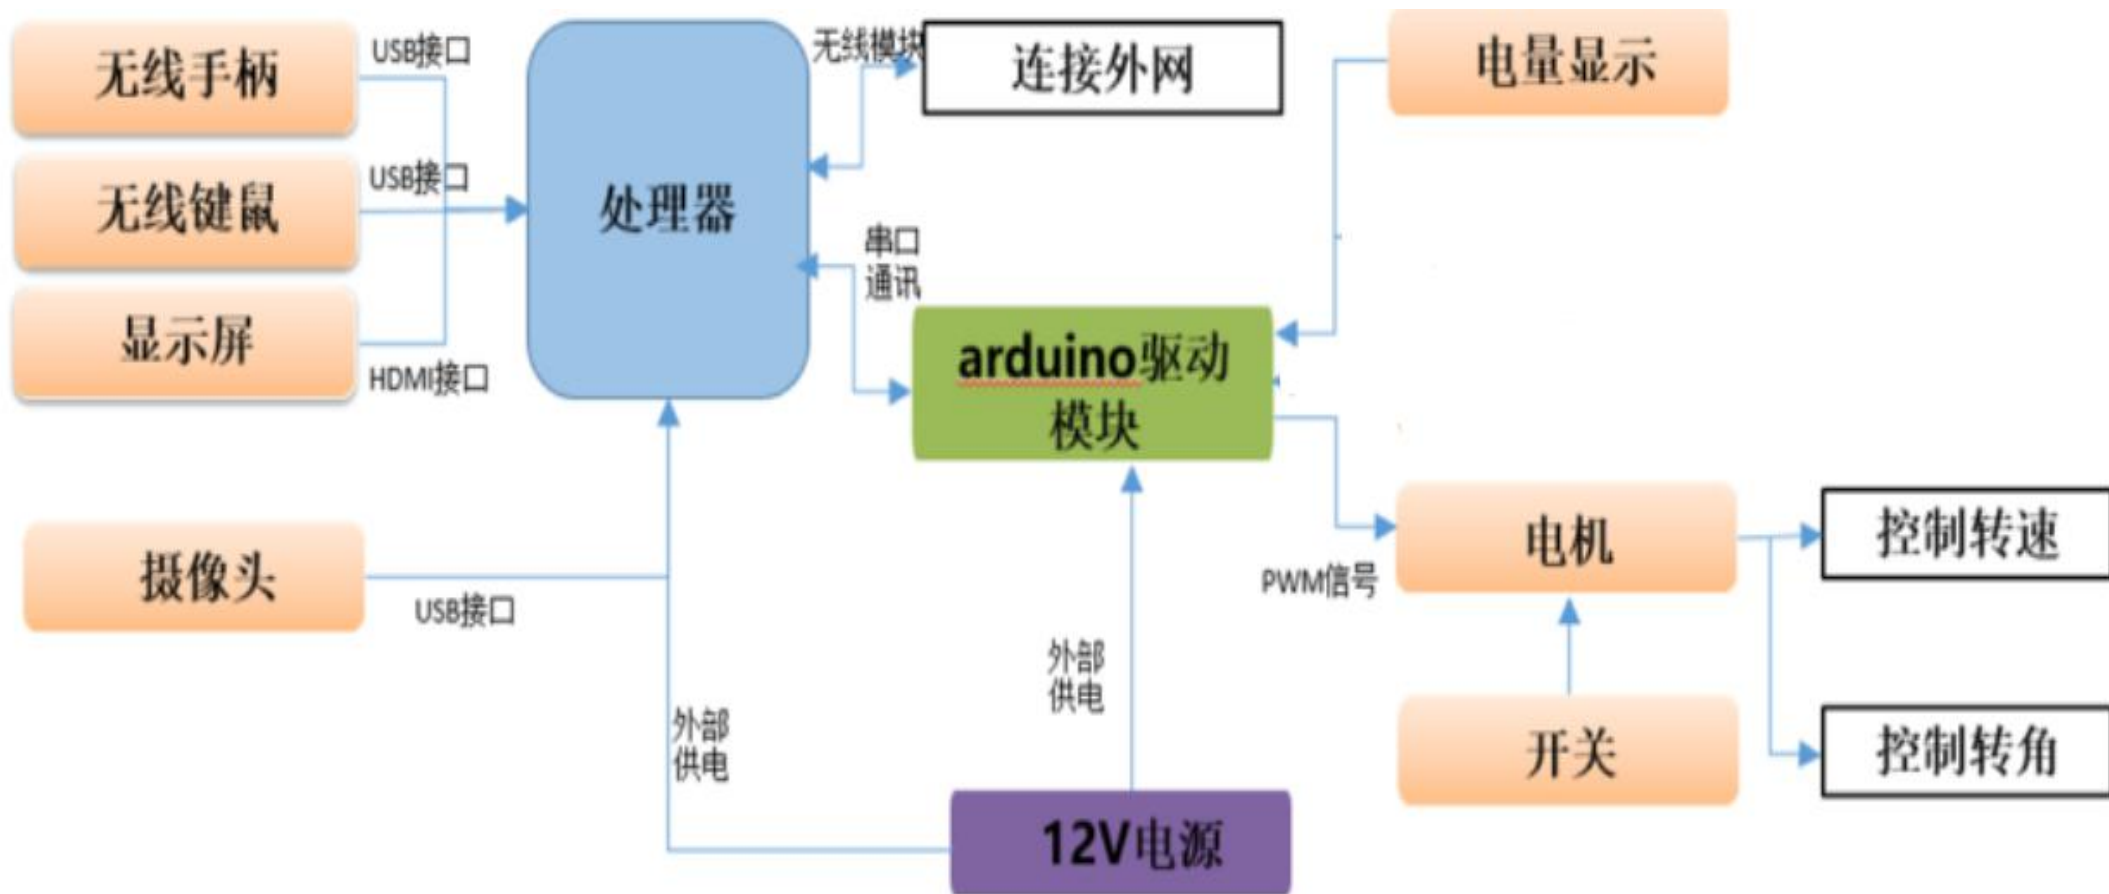 无线手柄
USB接口
无线键鼠
USB接口
显示屏
HDMI接口
处理器
无线模块
连接外网
电量显示
串口
通讯
arduino驱动
模块
摄像头
USB接口
外部
供电
外部
供电
12V电源
PWM信号
电机
开关
控制转速
控制转角